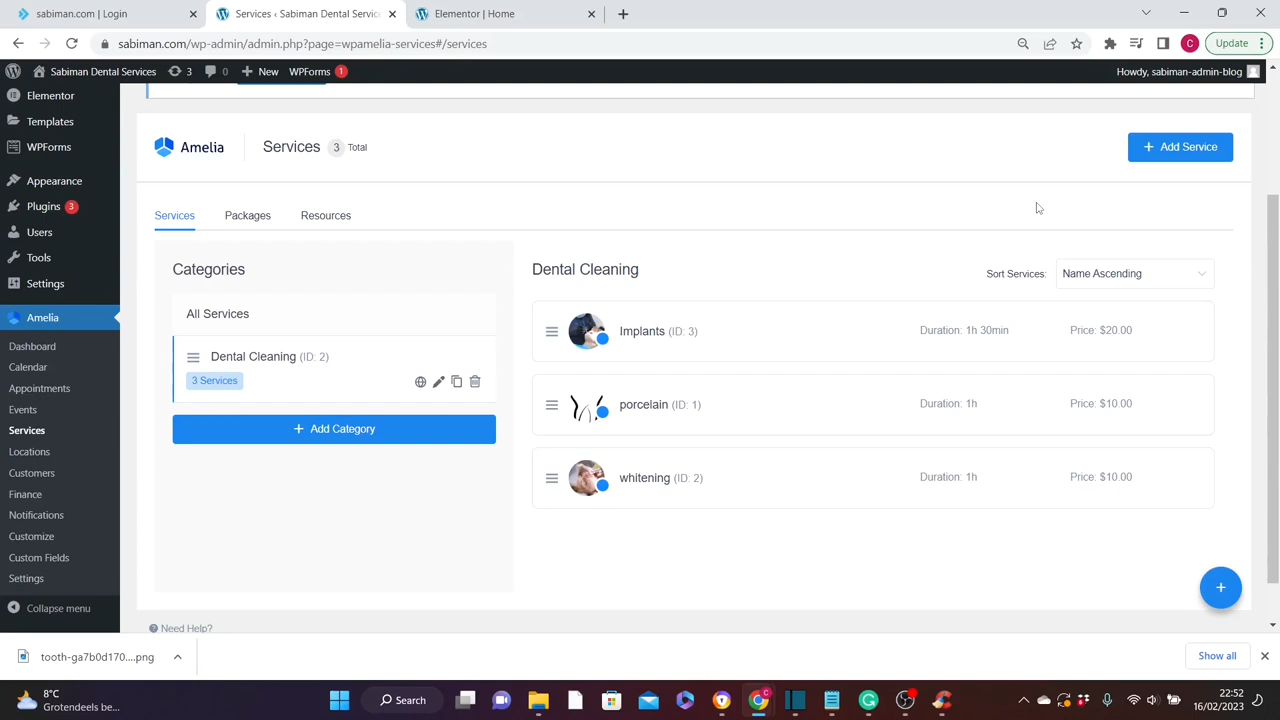 sabiman.com | Login
Services ‹ Sabiman Dental Service
Elementor | Home
sabiman.com/wp-admin/admin.php?page=wpamelia-services#/services
C
Update
Sabiman Dental Services
3
0
New
WPForms 1
Howdy, sabiman-admin-blog
Elementor
Templates
WPForms
Appearance
Plugins 3
Users
Tools
Settings
Amelia
Dashboard
Calendar
Appointments
Events
Services
Locations
Customers
Finance
Notifications
Customize
Custom Fields
Settings
Collapse menu
Amelia
Services 3 Total
+ Add Service
Services
Packages
Resources
Categories
All Services
Dental Cleaning (ID: 2)
3 Services
+ Add Category
Dental Cleaning
Sort Services:
Name Ascending
Implants (ID: 3)
Duration: 1h 30min
Price: $20.00
porcelain (ID: 1)
Duration: 1h
Price: $10.00
whitening (ID: 2)
Duration: 1h
Price: $10.00
+
Need Help?
tooth-ga7b0d170....png
Show all
8°C
Grotendeels be...
Search
22:52
16/02/2023